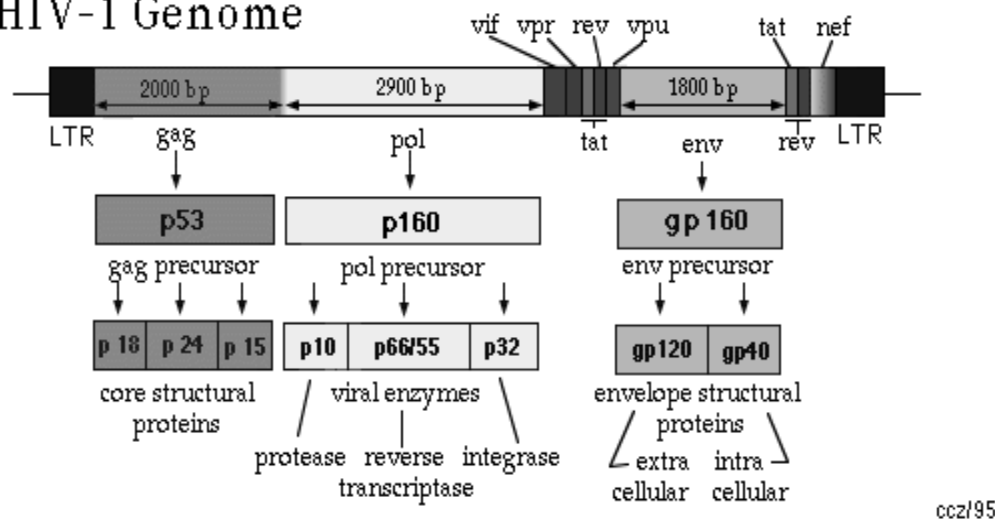 HIV-1 Genome
vif vpr rev vpu tat nef
2000 bp 2900 bp 1800 bp
LTR gag pol tat env rev LTR
p53 p160 gp 160
gag precursor pol precursor env precursor
p 18 p 24 p 15 p10 p66/55 p32 gp120 gp40
core structural viral enzymes envelope structural
proteins proteins
protease reverse integrase extra intra
transcriptase cellular cellular
ccz/95